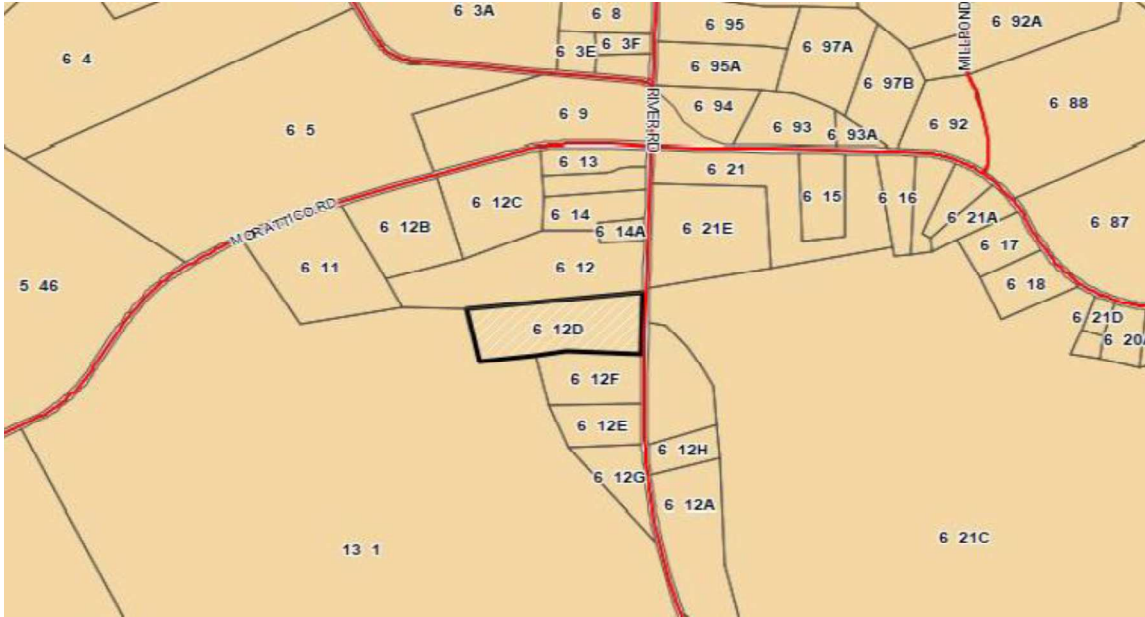 6 3A
6 8
6 95
6 92A
6 4
6 3E
6 3F
6 97A
MILLPOND
6 95A
6 97B
6 88
6 5
6 9
RIVER RD
6 94
6 93
6 93A
6 92
6 13
6 21
6 12C
6 15
6 16
MORATTICO RD
6 12B
6 14
6 14A
6 21E
6 21A
6 87
6 11
6 12
6 17
5 46
6 18
6 12D
6 21D
6 20
6 12F
6 12E
6 12H
6 12G
6 12A
13 1
6 21C